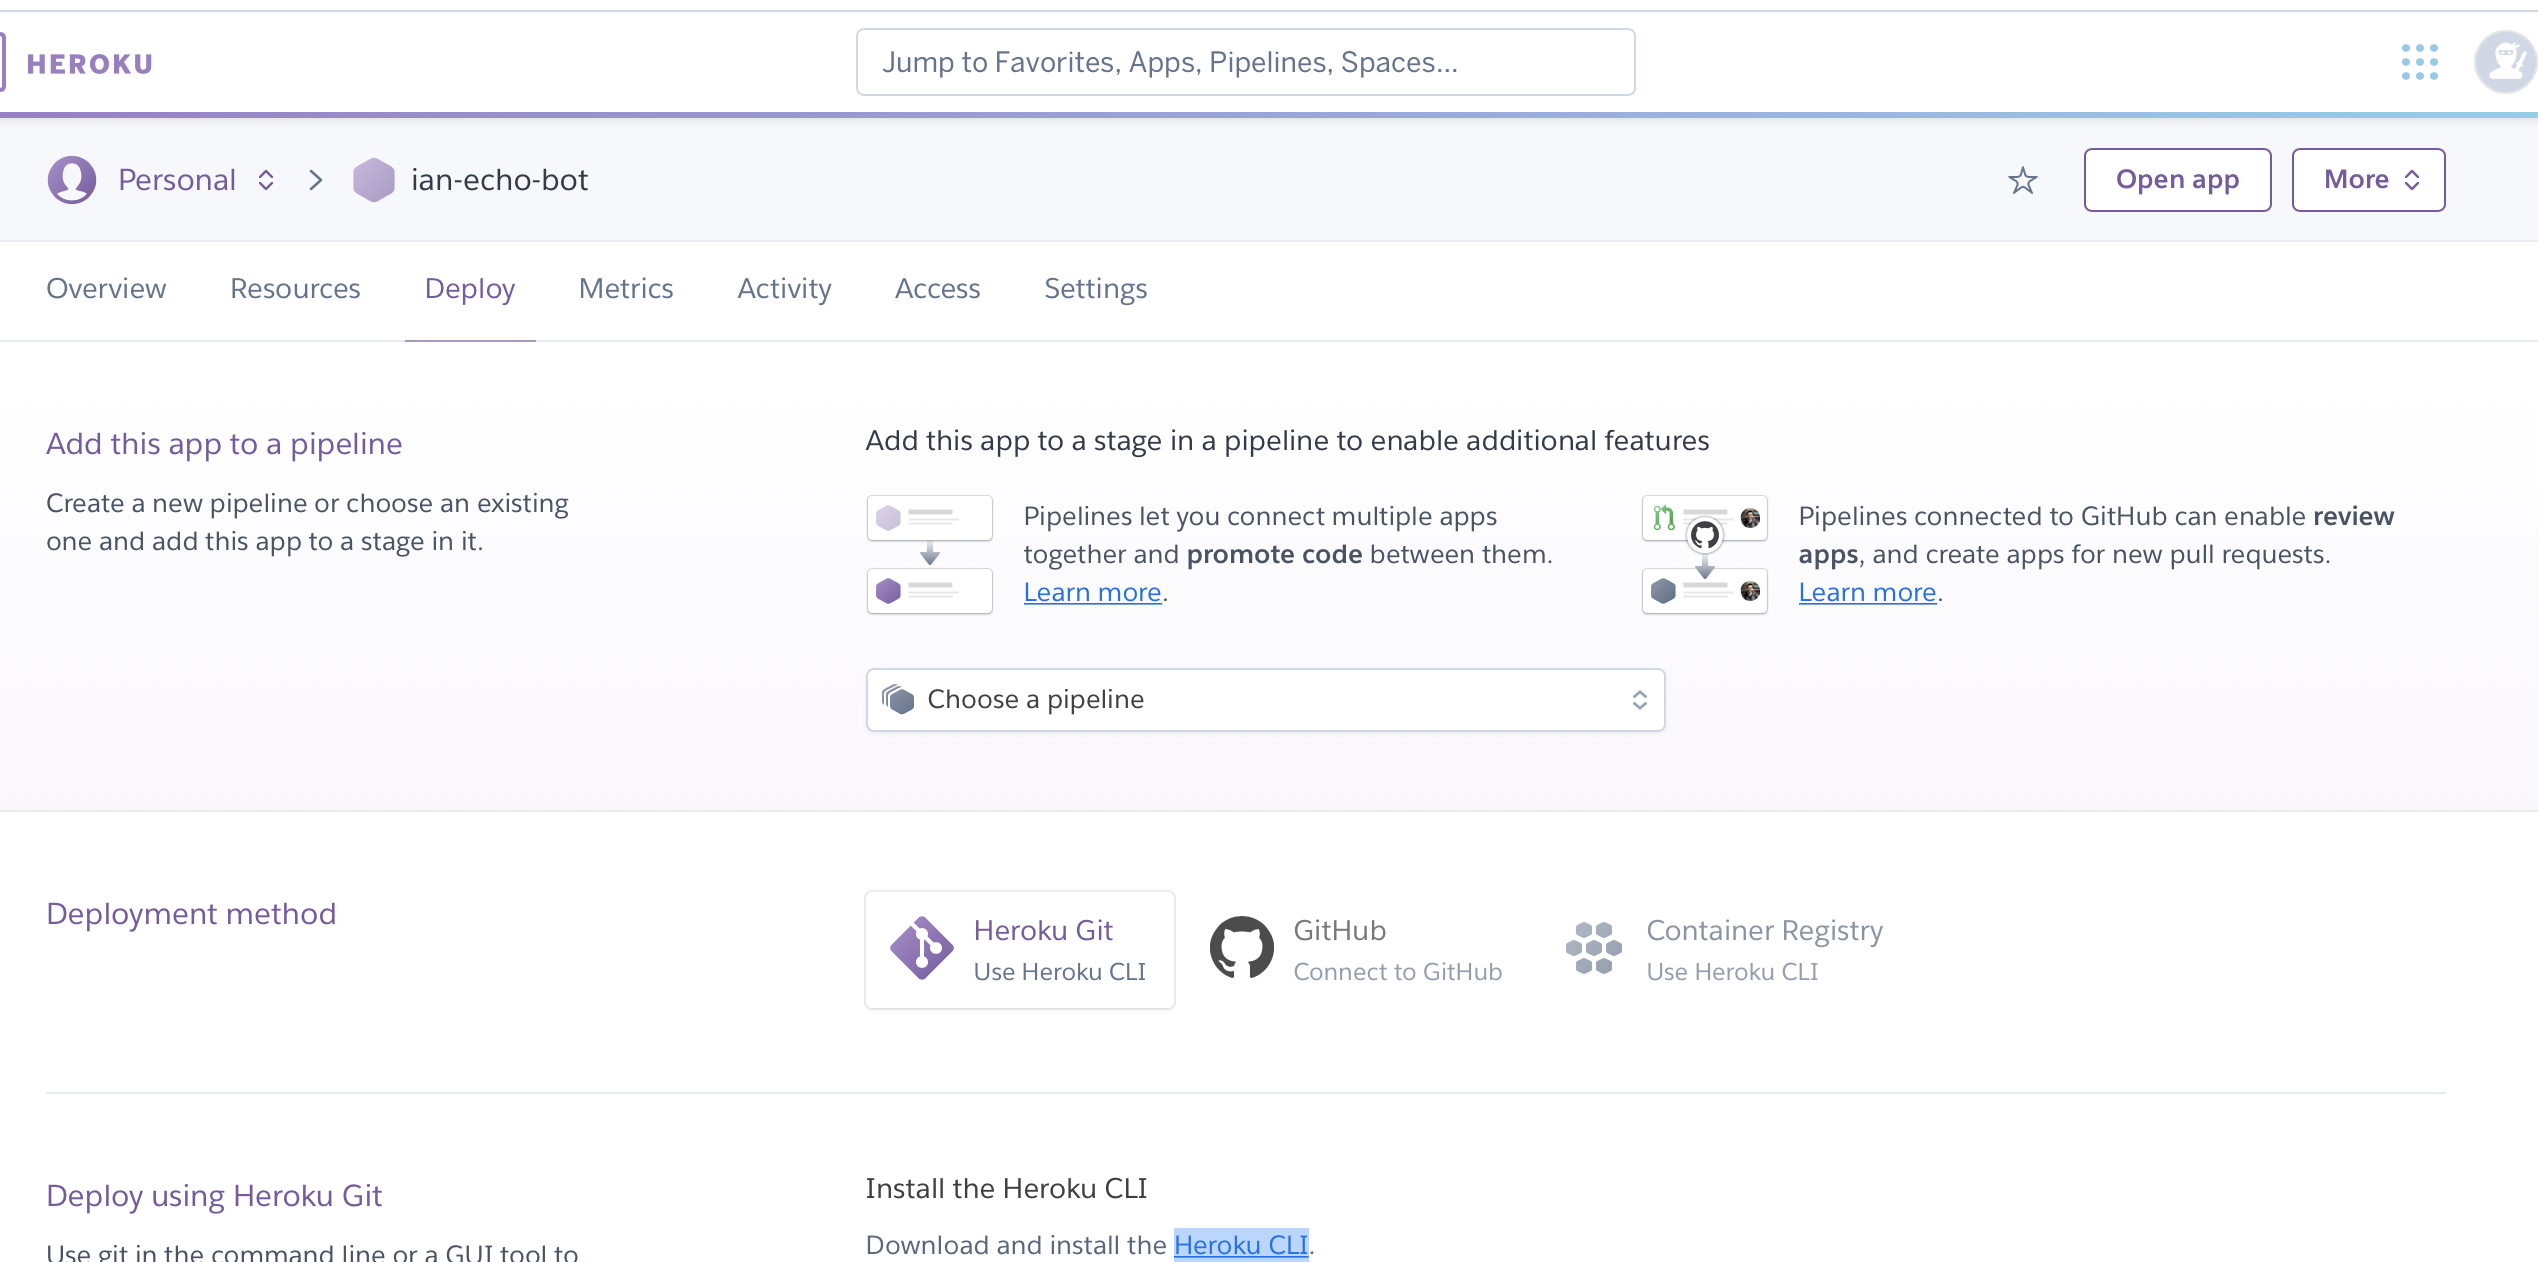 HEROKU
Jump to Favorites, Apps, Pipelines, Spaces...
Personal
ian-echo-bot
Open app
More
Overview
Resources
Deploy
Metrics
Activity
Access
Settings
Add this app to a pipeline
Create a new pipeline or choose an existing
one and add this app to a stage in it.
Add this app to a stage in a pipeline to enable additional features
Pipelines let you connect multiple apps
together and promote code between them.
Learn more.
Pipelines connected to GitHub can enable review
apps, and create apps for new pull requests.
Learn more.
Choose a pipeline
Deployment method
Heroku Git
Use Heroku CLI
GitHub
Connect to GitHub
Container Registry
Use Heroku CLI
Deploy using Heroku Git
Use git in the command line or a GUI tool to
Install the Heroku CLI
Download and install the Heroku CLI.